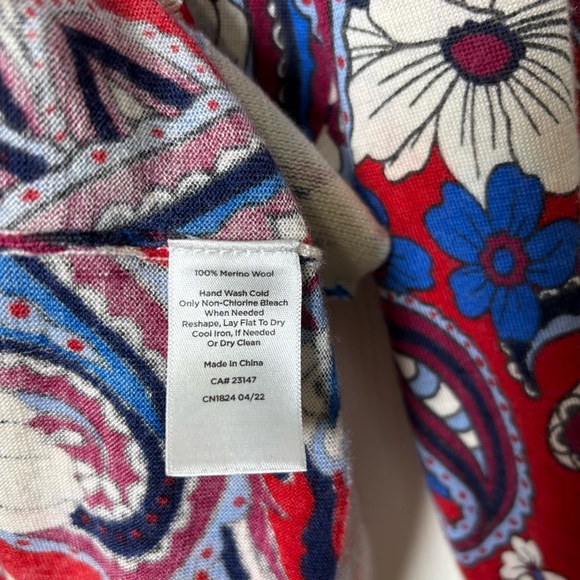 100% Merino Wool
Hand Wash Cold
Only Non-Chlorine Bleach
When Needed
Reshape, Lay Flat To Dry
Cool Iron, If Needed
Or Dry Clean
Made in China
CA# 23147
CN1824 04/22